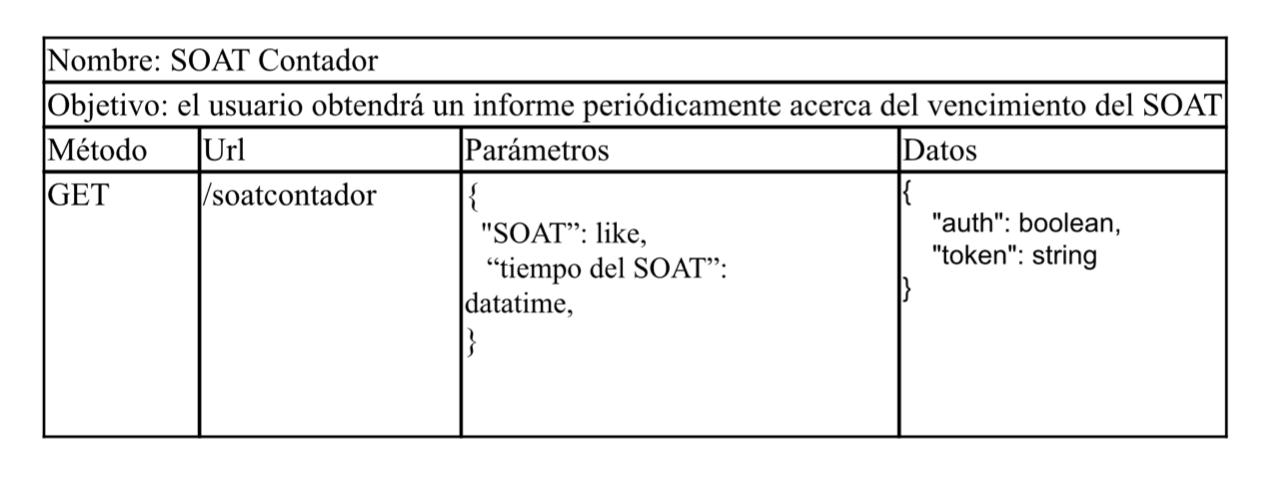 Nombre: SOAT Contador
Objetivo: el usuario obtendrá un informe periódicamente acerca del vencimiento del SOAT
Método Url Parámetros Datos
GET /soatcontador
{
"SOAT”: like,
“tiempo del SOAT”:
datatime,
}
{
"auth": boolean,
"token": string
}